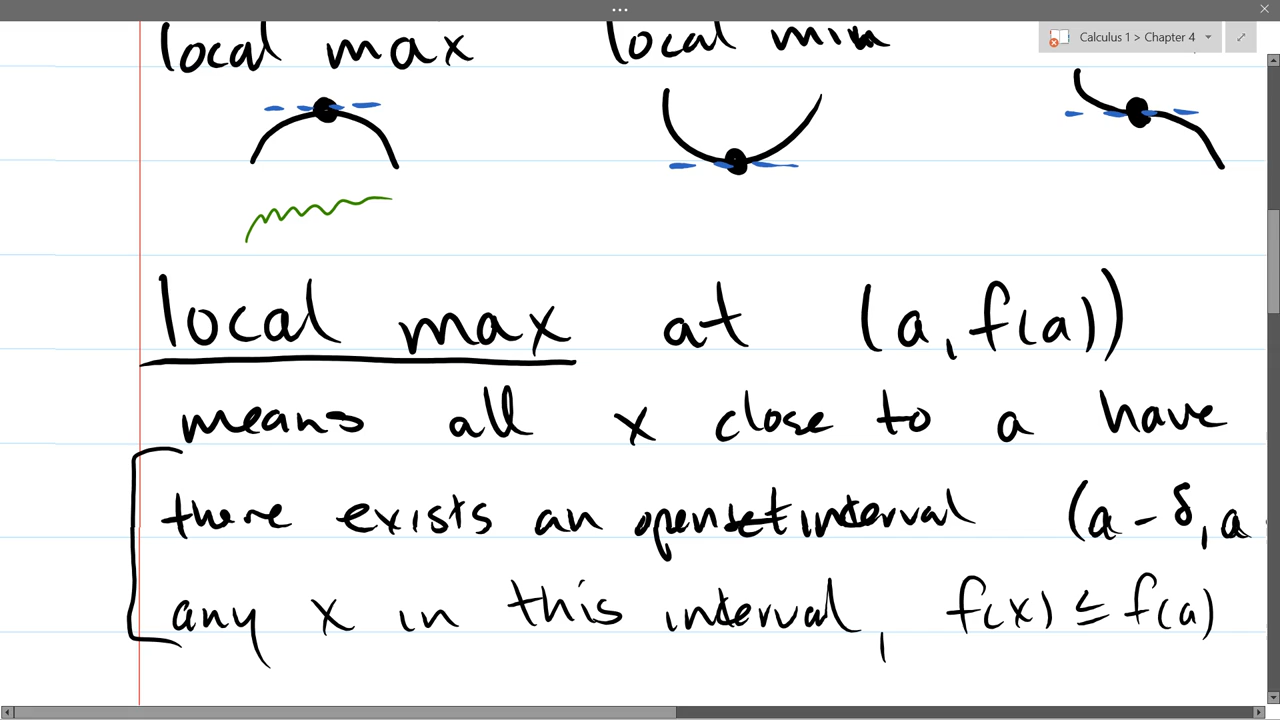 Calculus 1 > Chapter 4
local max local min
local max at (a, f(a))
means all x close to a have
there exists an open interval (a - δ, a
any x in this interval, f(x) ≤ f(a)